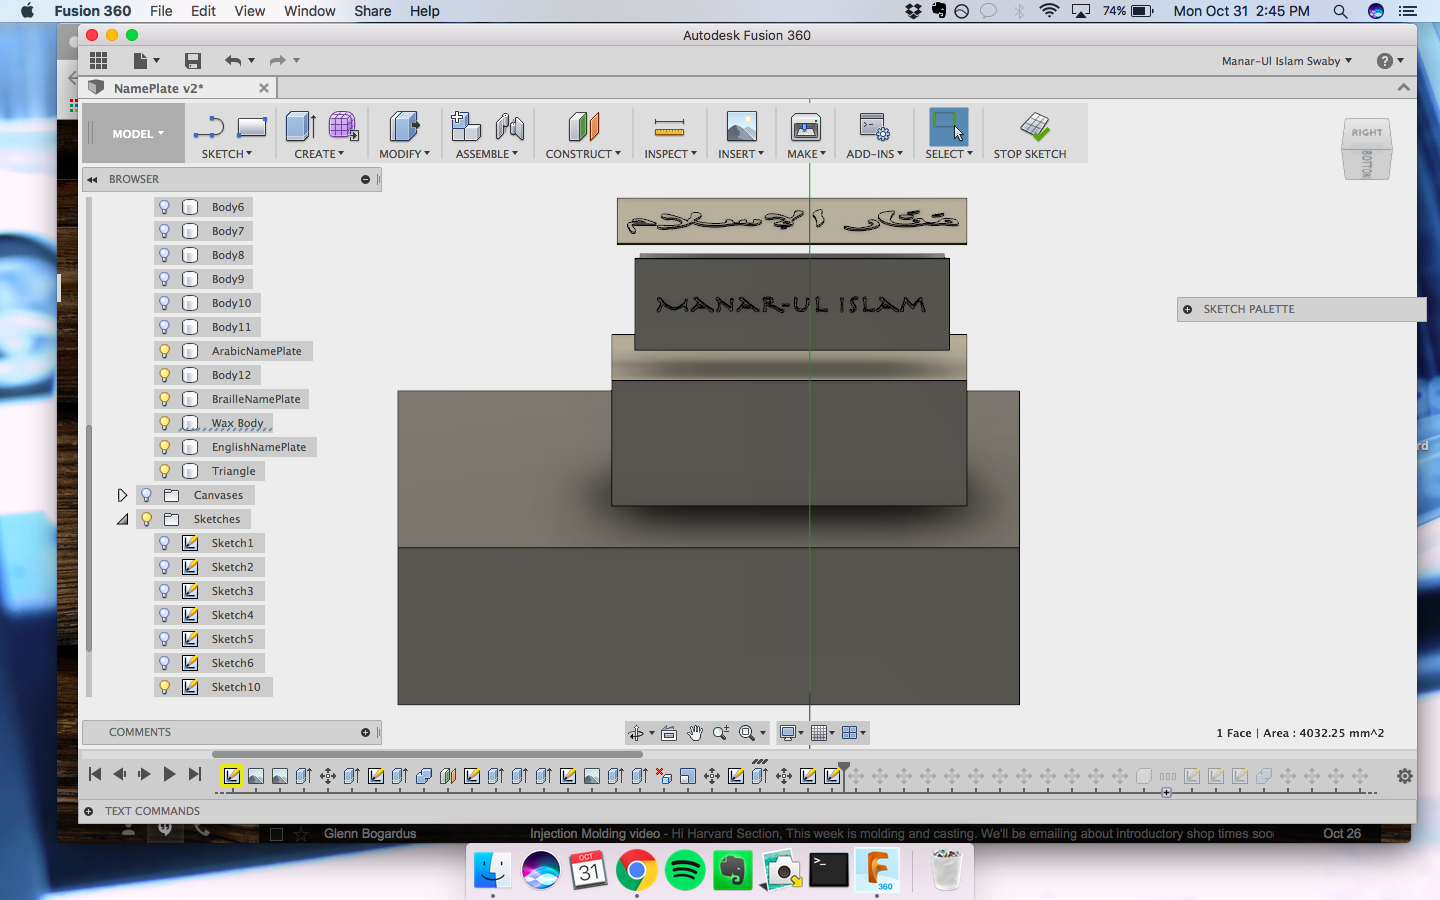 Fusion 360 File Edit View Window Share Help 74% Mon Oct 31 2:45 PM
Autodesk Fusion 360
Manar-Ul Islam Swaby
NamePlate v2*
MODEL SKETCH CREATE MODIFY ASSEMBLE CONSTRUCT INSPECT INSERT MAKE ADD-INS SELECT STOP SKETCH
RIGHT
BOTTOM
BROWSER
Body6
Body7
Body8
Body9
Body10
Body11
ArabicNamePlate
Body12
BrailleNamePlate
Wax Body
EnglishNamePlate
Triangle
Canvases
Sketches
Sketch1
Sketch2
Sketch3
Sketch4
Sketch5
Sketch6
Sketch10
MANAR-UL ISLAM
SKETCH PALETTE
rd
COMMENTS
1 Face | Area : 4032.25 mm^2
TEXT COMMANDS
Glenn Bogardus Injection Molding video - Hi Harvard Section, This week is molding and casting. We'll be emailing about introductory shop times soo Oct 26
OCT
31
360